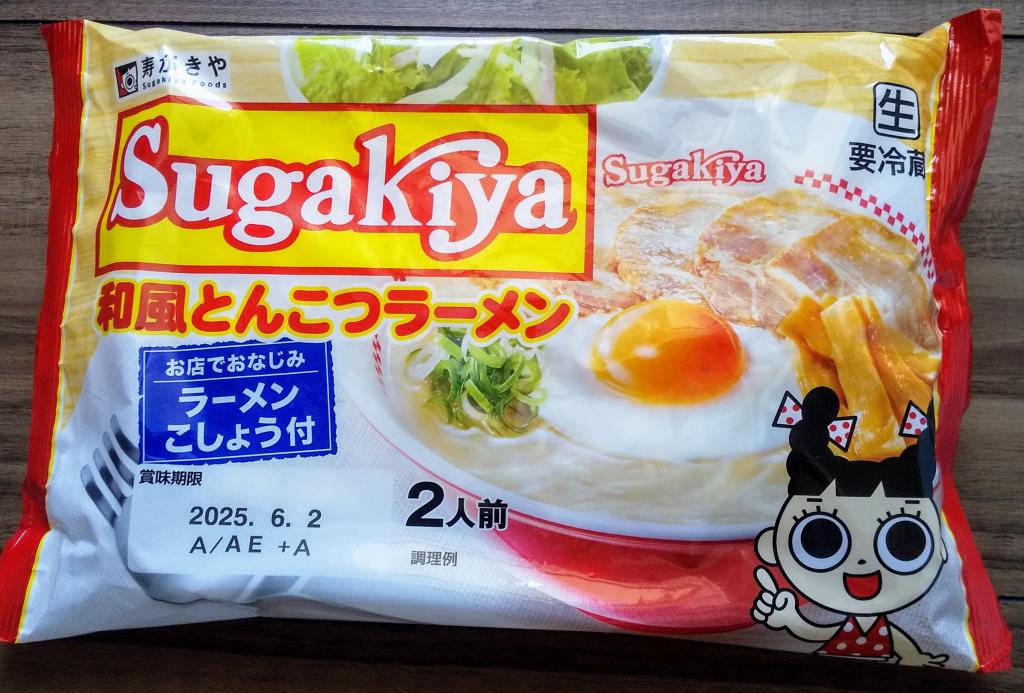 寿がきや
Sugakiya Foods
生
要冷蔵
Sugakiya
Sugakiya
和風とんこつラーメン
お店でおなじみ
ラーメン
こしょう付
賞味期限
2025. 6. 2
A/AE +A
2人前
調理例